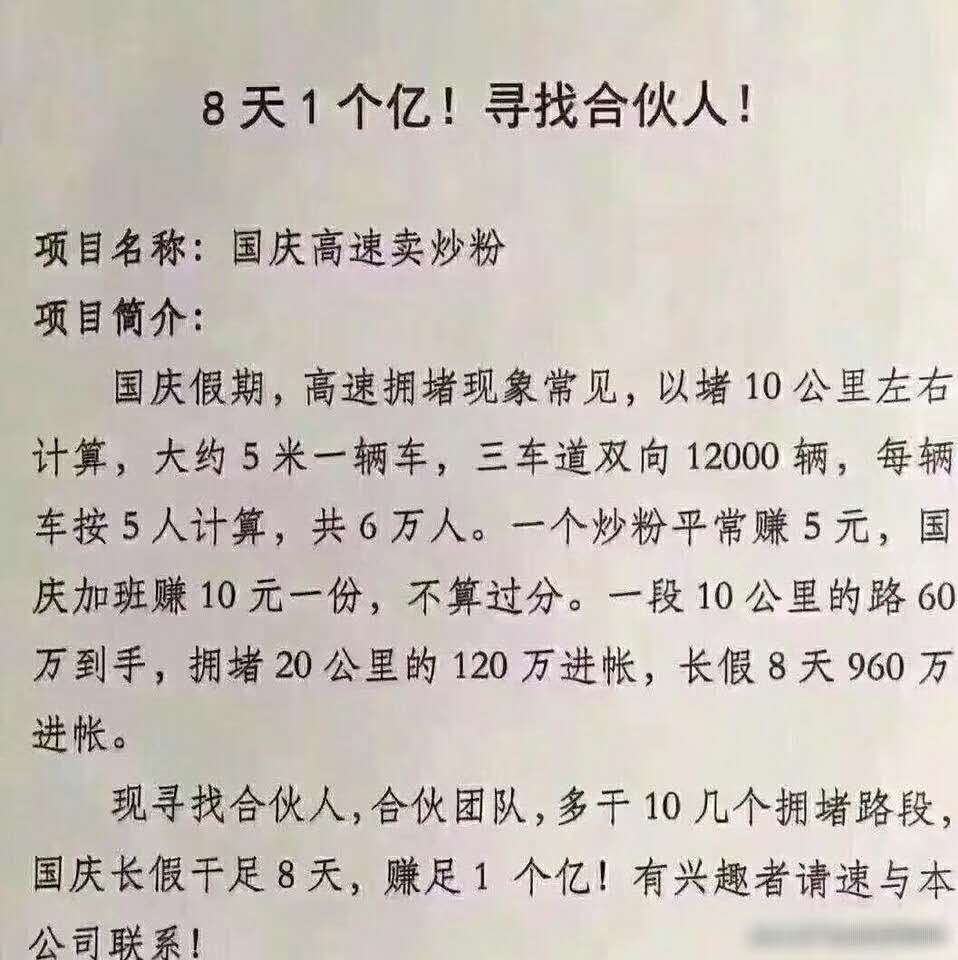 8天1个亿！寻找合伙人！
项目名称：国庆高速卖炒粉
项目简介：
国庆假期，高速拥堵现象常见，以堵10公里左右
计算，大约5米一辆车，三车道双向12000辆，每辆
车按5人计算，共6万人。一个炒粉平常赚5元，国
庆加班赚10元一份，不算过分。一段10公里的路60
万到手，拥堵20公里的120万进帐，长假8天960万
进帐。
现寻找合伙人，合伙团队，多干10几个拥堵路段，
国庆长假干足8天，赚足1个亿！有兴趣者请速与本
公司联系！